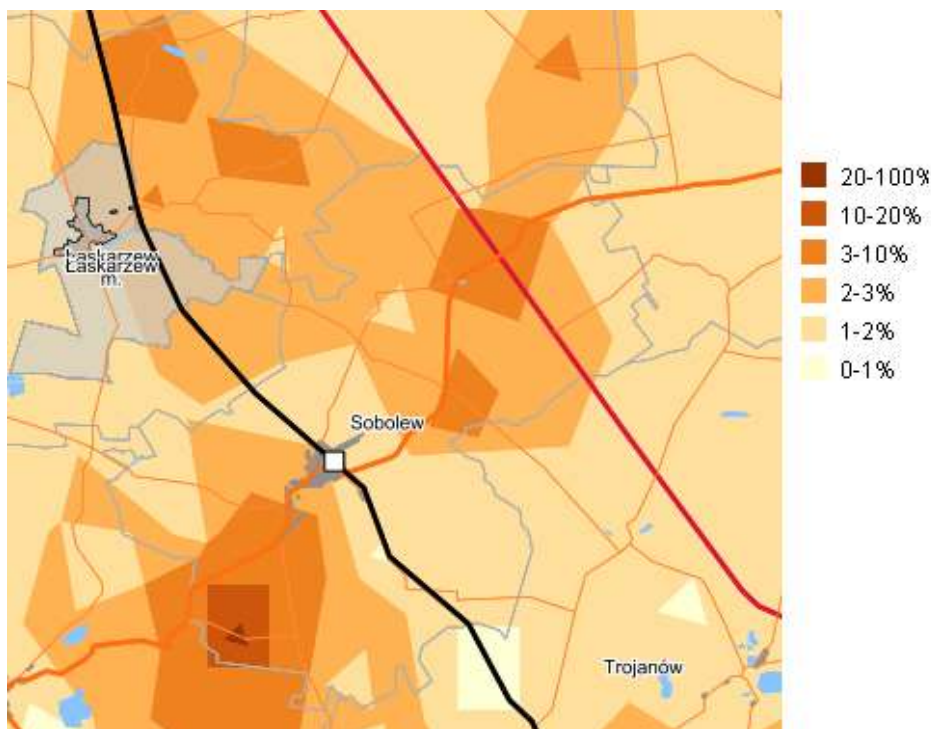 Łaskarzew
Łaskarzew
m.
Sobolew
Trojanów
20-100%
10-20%
3-10%
2-3%
1-2%
0-1%